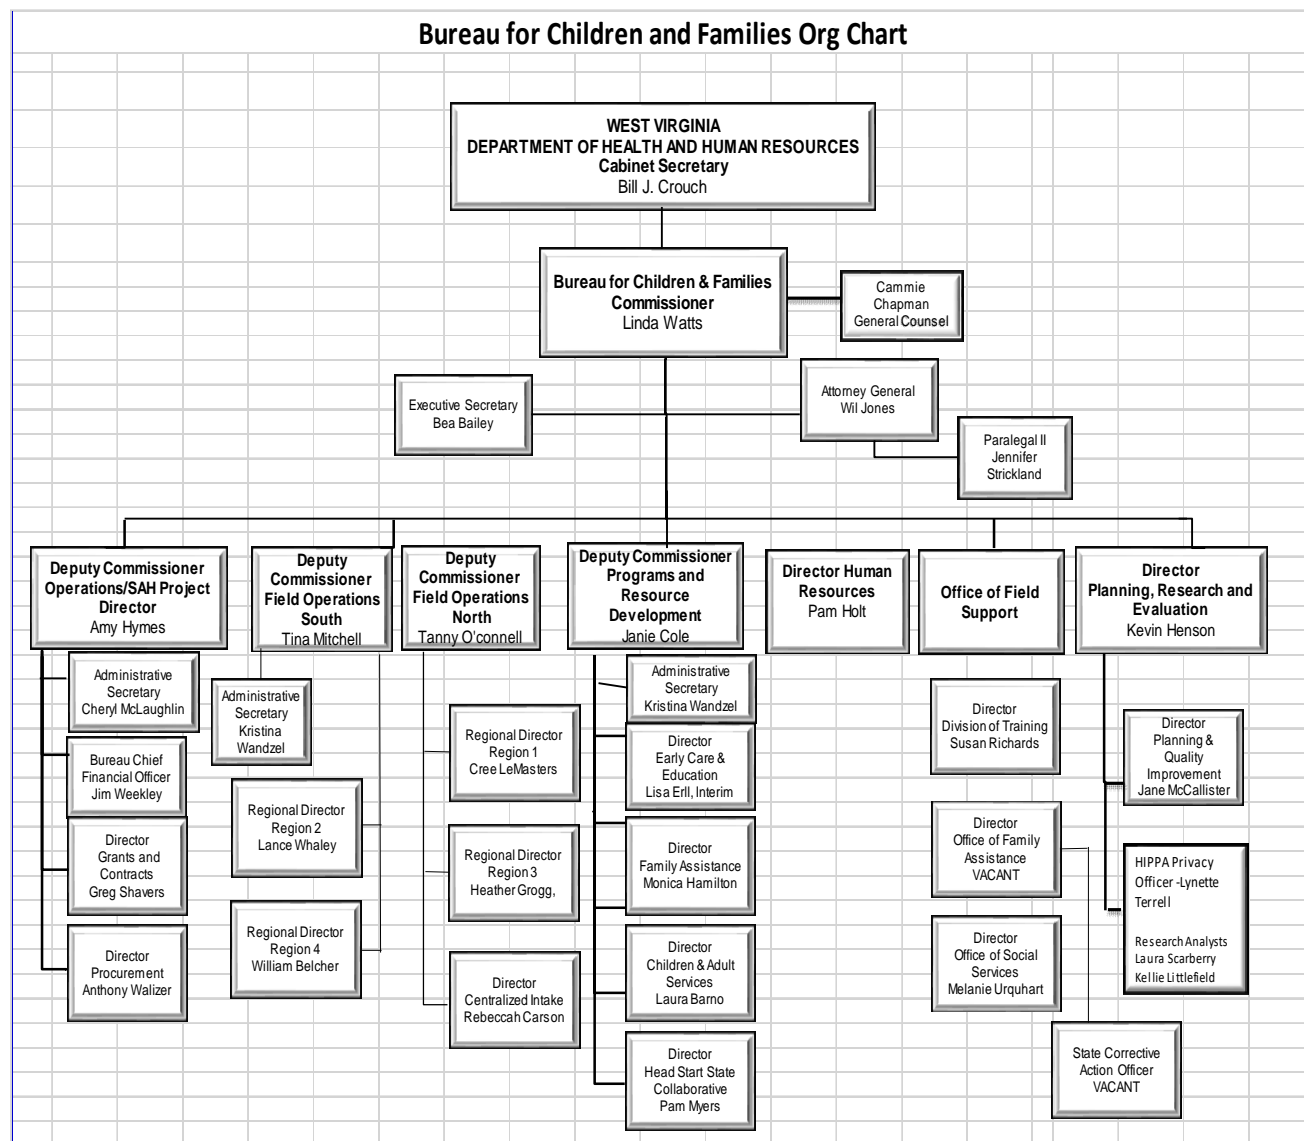 Bureau for Children and Families Org Chart
WEST VIRGINIA
DEPARTMENT OF HEALTH AND HUMAN RESOURCES
Cabinet Secretary
Bill J. Crouch
Bureau for Children & Families
Commissioner
Linda Watts
Cammie
Chapman
General Counsel
Executive Secretary
Bea Bailey
Attorney General
Wil Jones
Paralegal II
Jennifer
Strickland
Deputy Commissioner
Operations/SAH Project
Director
Amy Hymes
Deputy
Commissioner
Field Operations
South
Tina Mitchell
Deputy
Commissioner
Field Operations
North
Tanny O'connell
Deputy Commissioner
Programs and
Resource
Development
Janie Cole
Director Human
Resources
Pam Holt
Office of Field
Support
Director
Planning, Research and
Evaluation
Kevin Henson
Administrative
Secretary
Cheryl McLaughlin
Bureau Chief
Financial Officer
Jim Weekley
Director
Grants and
Contracts
Greg Shavers
Director
Procurement
Anthony Walizer
Administrative
Secretary
Kristina
Wandzel
Regional Director
Region 2
Lance Whaley
Regional Director
Region 4
William Belcher
Regional Director
Region 1
Cree LeMasters
Regional Director
Region 3
Heather Grogg,
Director
Centralized Intake
Rebeccah Carson
Administrative
Secretary
Kristina Wandzel
Director
Early Care &
Education
Lisa Erll, Interim
Director
Family Assistance
Monica Hamilton
Director
Children & Adult
Services
Laura Barno
Director
Head Start State
Collaborative
Pam Myers
Director
Division of Training
Susan Richards
Director
Office of Family
Assistance
VACANT
Director
Office of Social
Services
Melanie Urquhart
State Corrective
Action Officer
VACANT
Director
Planning &
Quality
Improvement
Jane McCallister
HIPPA Privacy
Officer -Lynette
Terrell
Research Analysts
Laura Scarberry
Kellie Littlefield